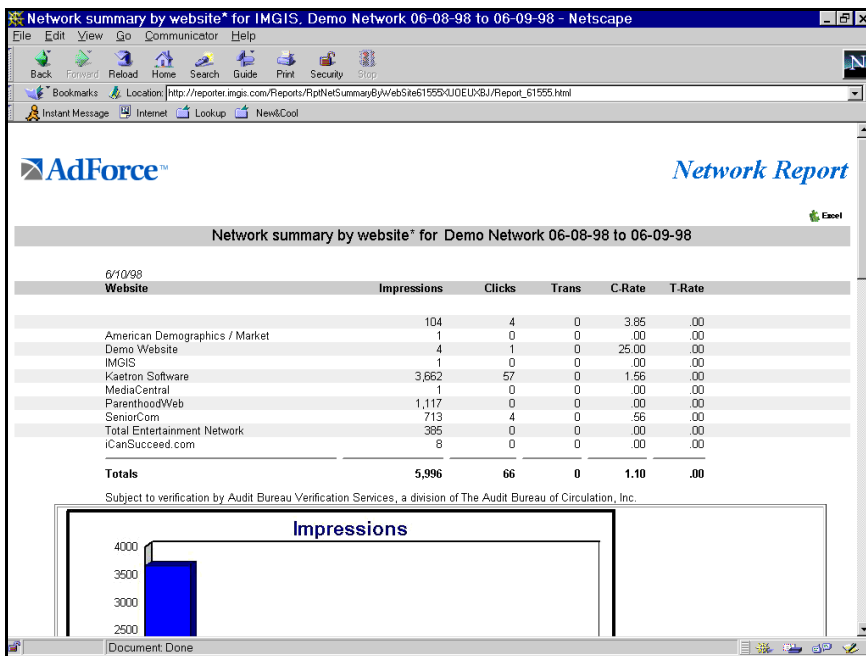 Network summary by website* for IMGIS, Demo Network 06-08-98 to 06-09-98 - Netscape
File Edit View Go Communicator Help
Back Forward Reload Home Search Guide Print Security Stop
N
Bookmarks Location: http://reporter.imgis.com/Reports/RptNetSummaryByWebSite61555XUOEUXBJ/Report_61555.html
Instant Message Internet Lookup New&Cool
AdForce™ Network Report
Excel
Network summary by website* for Demo Network 06-08-98 to 06-09-98
6/10/98
Website Impressions Clicks Trans C-Rate T-Rate
104 4 0 3.85 .00
American Demographics / Market 1 0 0 .00 .00
Demo Website 4 1 0 25.00 .00
IMGIS 1 0 0 .00 .00
Kaetron Software 3,662 57 0 1.56 .00
MediaCentral 1 0 0 .00 .00
ParenthoodWeb 1,117 0 0 .00 .00
SeniorCom 713 4 0 .56 .00
Total Entertainment Network 385 0 0 .00 .00
iCanSucceed.com 8 0 0 .00 .00
Totals 5,996 66 0 1.10 .00
Subject to verification by Audit Bureau Verification Services, a division of The Audit Bureau of Circulation, Inc.
Impressions
4000
3500
3000
2500
Document Done